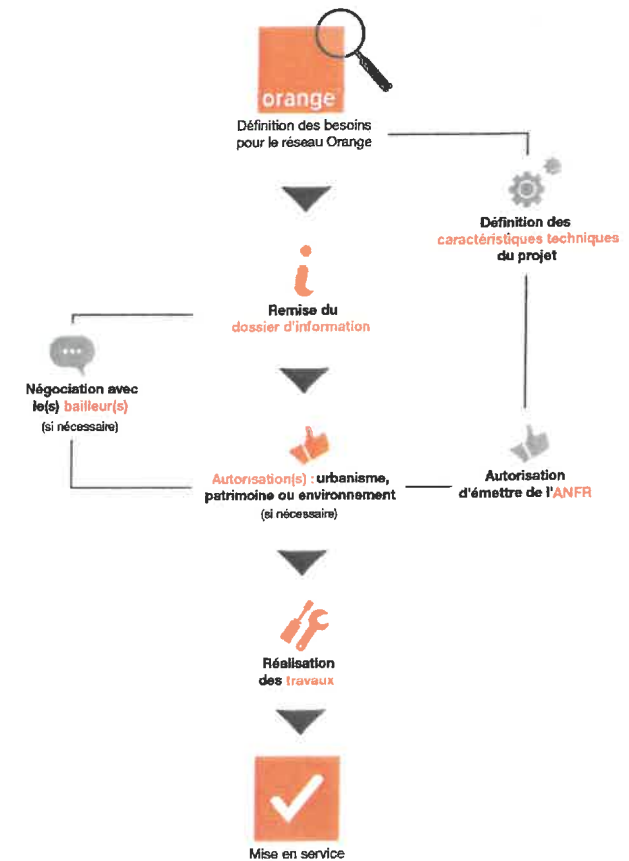 orange
Définition des besoins
pour le réseau Orange
Définition des
caractéristiques techniques
du projet
Remise du
dossier d'information
Négociation avec
le(s) bailleur(s)
(si nécessaire)
Autorisation(s) : urbanisme,
patrimoine ou environnement
(si nécessaire)
Autorisation
d'émettre de l'ANFR
Réalisation
des travaux
Mise en service